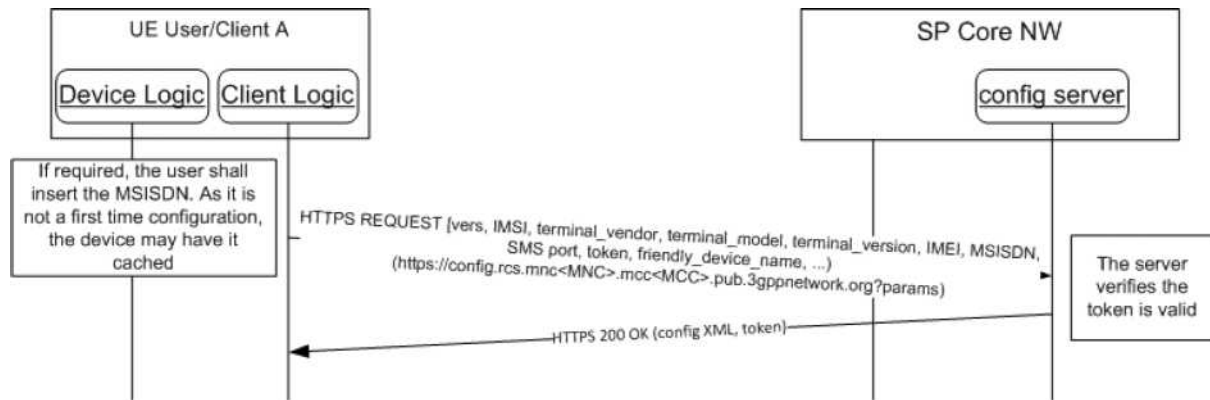 UE User/Client A
SP Core NW
Device Logic
Client Logic
config server
If required, the user shall
insert the MSISDN. As it is
not a first time configuration,
the device may have it
cached
HTTPS REQUEST [vers, IMSI, terminal_vendor, terminal_model, terminal_version, IMEI, MSISDN,
SMS port, token, friendly_device_name, ...)
(https://config.rcs.mnc<MNC>.mcc<MCC>.pub.3gppnetwork.org?params)
The server
verifies the
token is valid
HTTPS 200 OK (config XML, token)